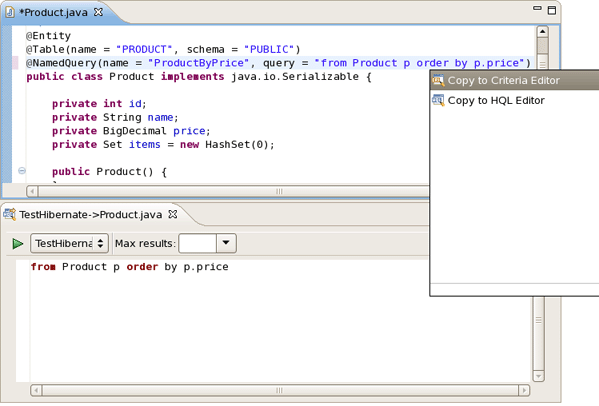 *Product.java
@Entity
@Table(name = "PRODUCT", schema = "PUBLIC")
@NamedQuery(name = "ProductByPrice", query = "from Product p order by p.price")
public class Product implements java.io.Serializable {
private int id;
private String name;
private BigDecimal price;
private Set items = new HashSet(0);
public Product() {
Copy to Criteria Editor
Copy to HQL Editor
TestHibernate->Product.java
TestHiberna
Max results:
from Product p order by p.price